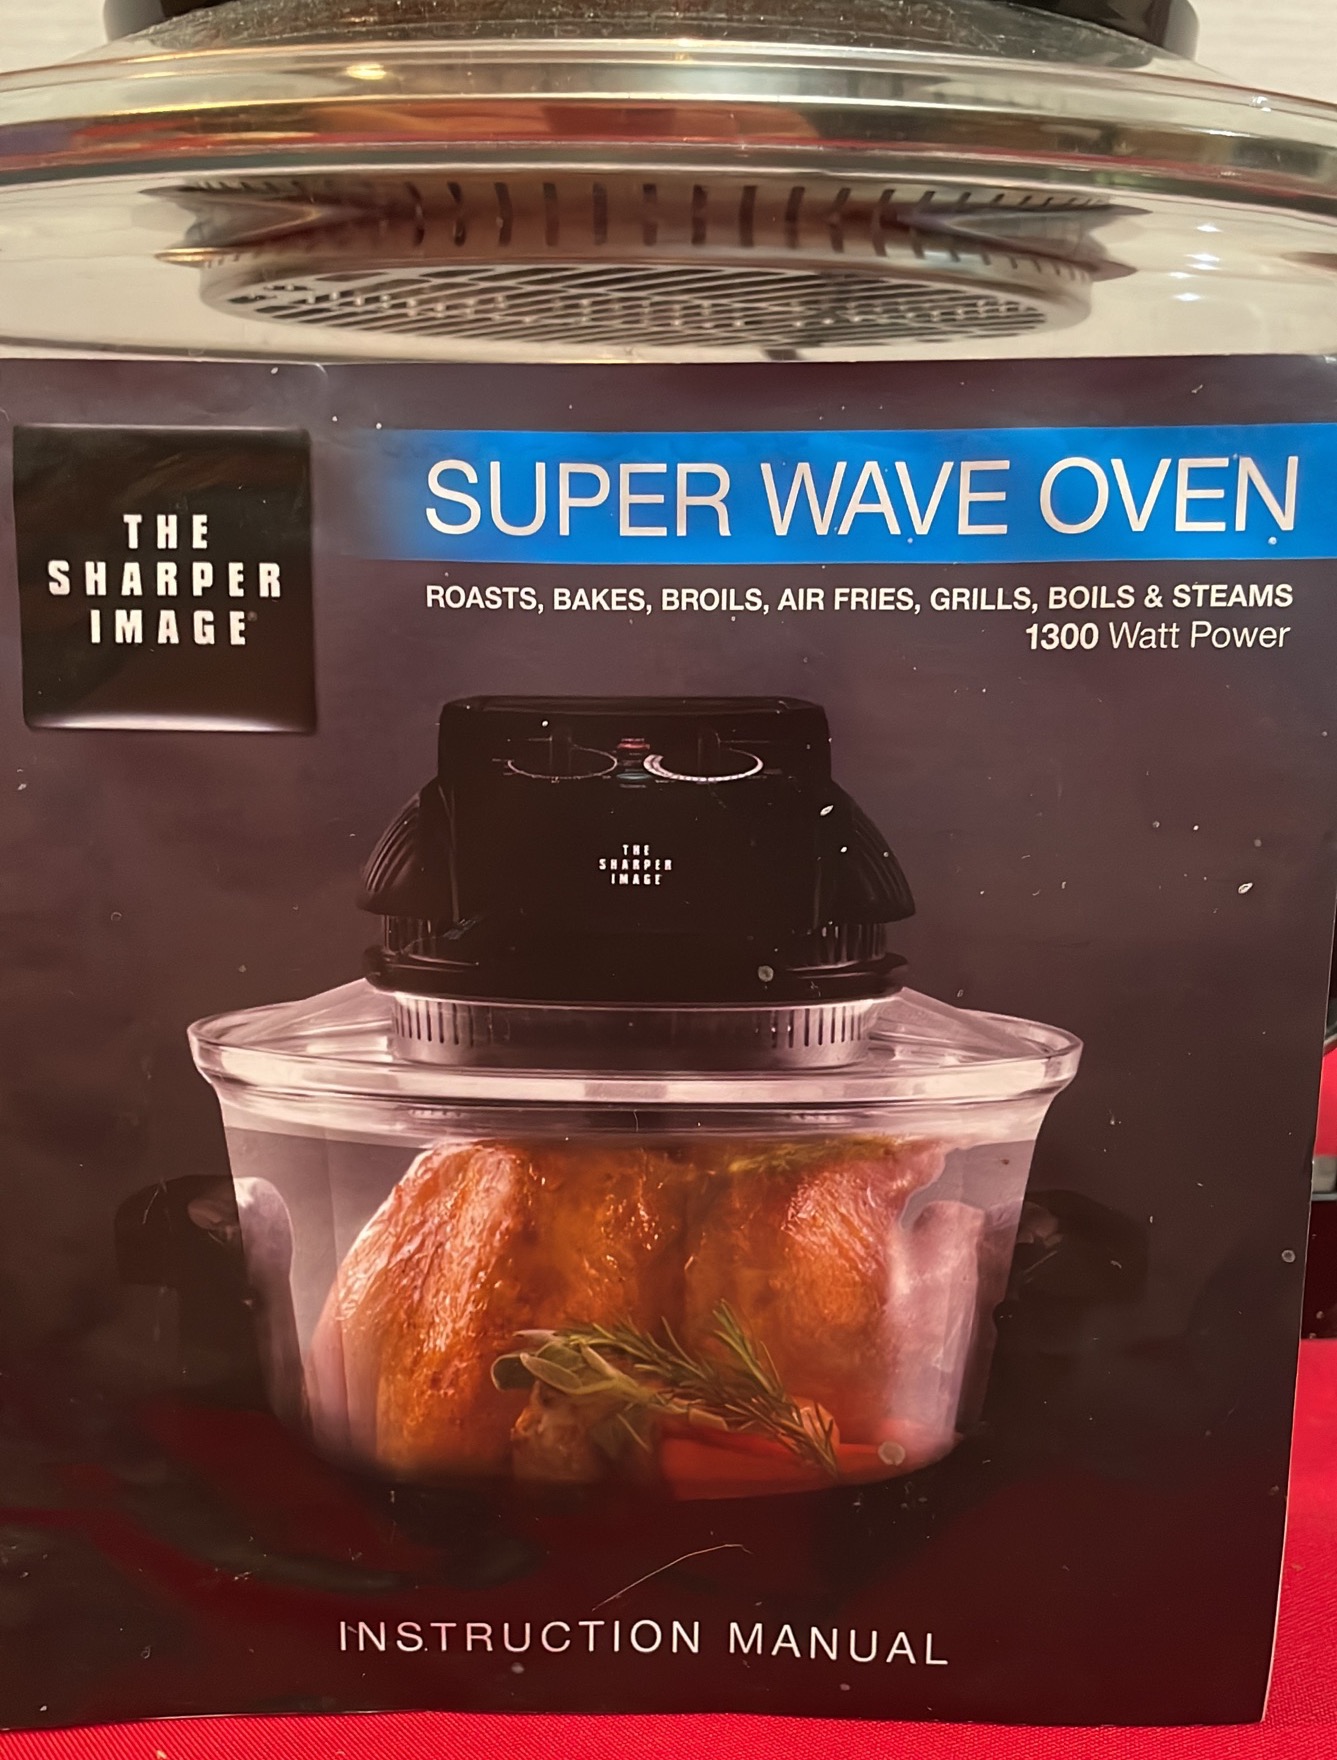 THE
SHARPER
IMAGE®
SUPER WAVE OVEN
ROASTS, BAKES, BROILS, AIR FRIES, GRILLS, BOILS & STEAMS
1300 Watt Power
THE
SHARPER
IMAGE
INSTRUCTION MANUAL